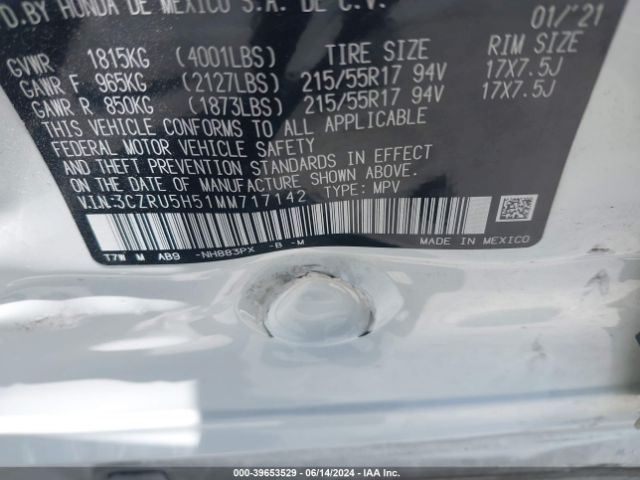 D.BY HONDA DE MEXICO S.A. DE C.V.
01/'21
GVWR 1815KG (4001LBS) TIRE SIZE RIM SIZE
GAWR F 965KG (2127LBS) 215/55R17 94V 17X7.5J
GAWR R 850KG (1873LBS) 215/55R17 94V 17X7.5J
THIS VEHICLE CONFORMS TO ALL APPLICABLE
FEDERAL MOTOR VEHICLE SAFETY
AND THEFT PREVENTION STANDARDS IN EFFECT
ON THE DATE OF MANUFACTURE SHOWN ABOVE.
V.I.N:3CZRU5H51MM717142 TYPE: MPV
T7W M AB9 -NH883PX -B -M
MADE IN MEXICO
000-39653529 - 06/14/2024 - IAA Inc.